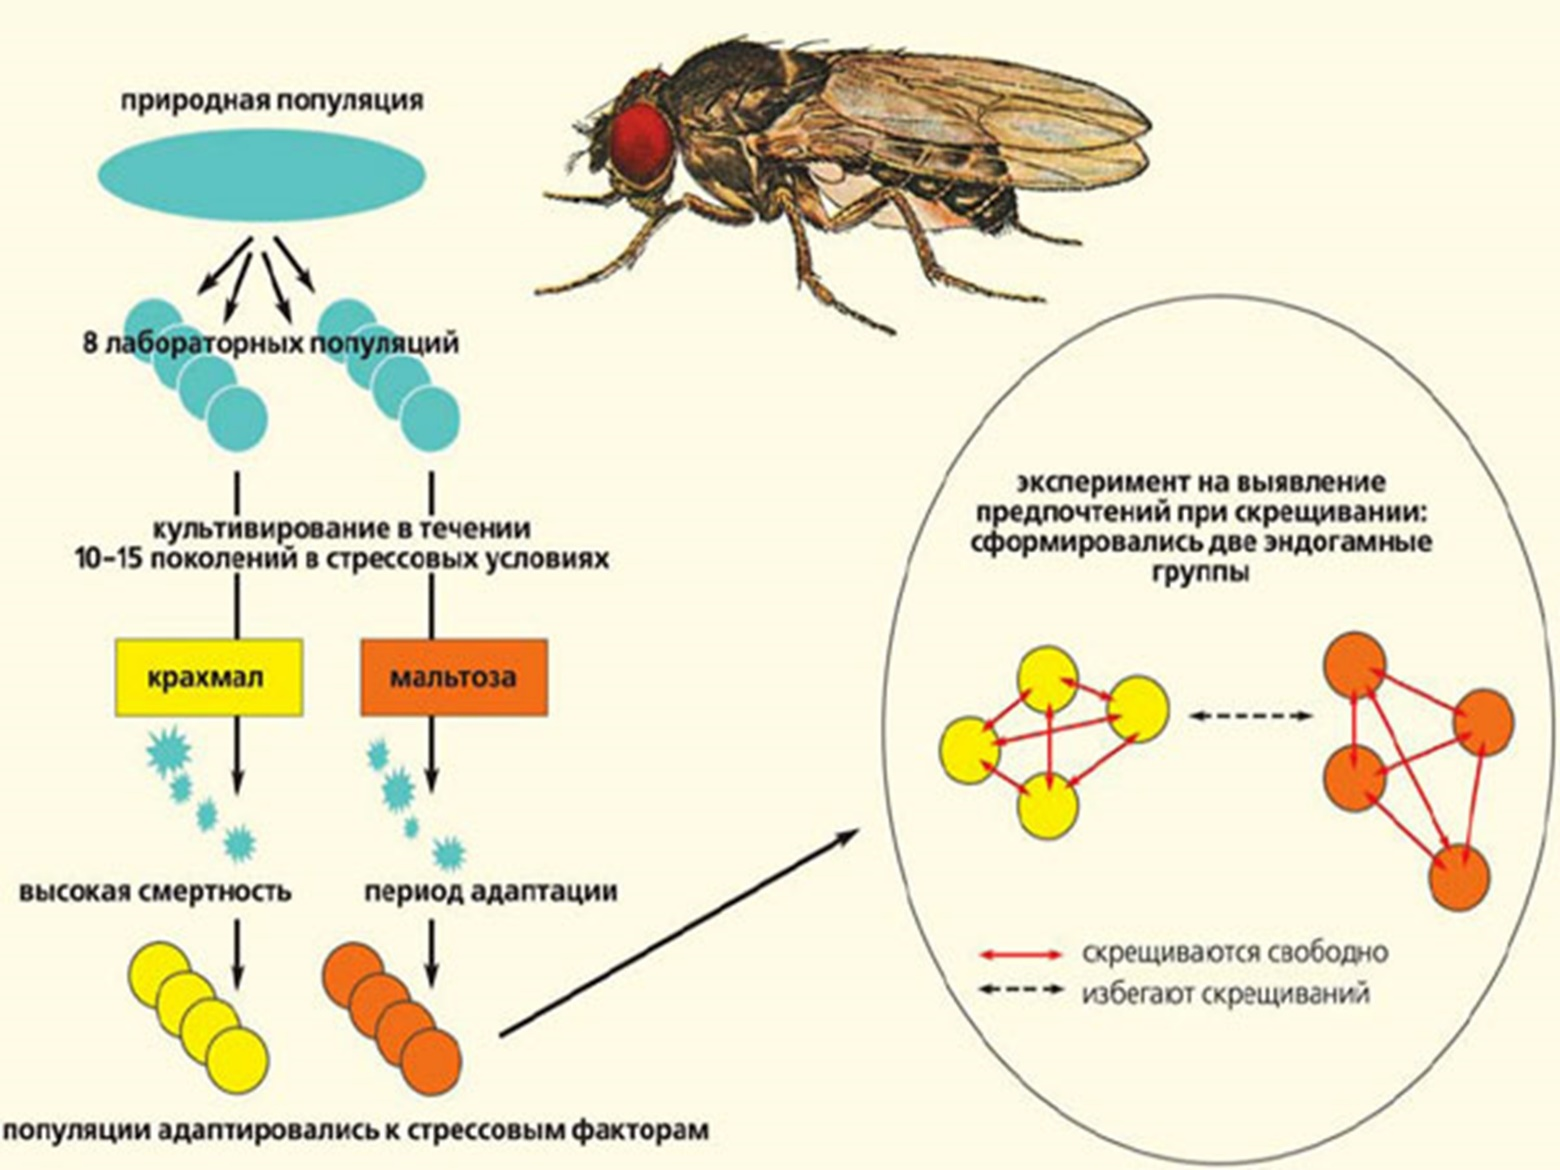 природная популяция
8 лабораторных популяций
культивирование в течении
10–15 поколений в стрессовых условиях
крахмал
мальтоза
высокая смертность
период адаптации
популяции адаптировались к стрессовым факторам
эксперимент на выявление
предпочтений при скрещивании:
сформировались две эндогамные
группы
скрещиваются свободно
избегают скрещиваний